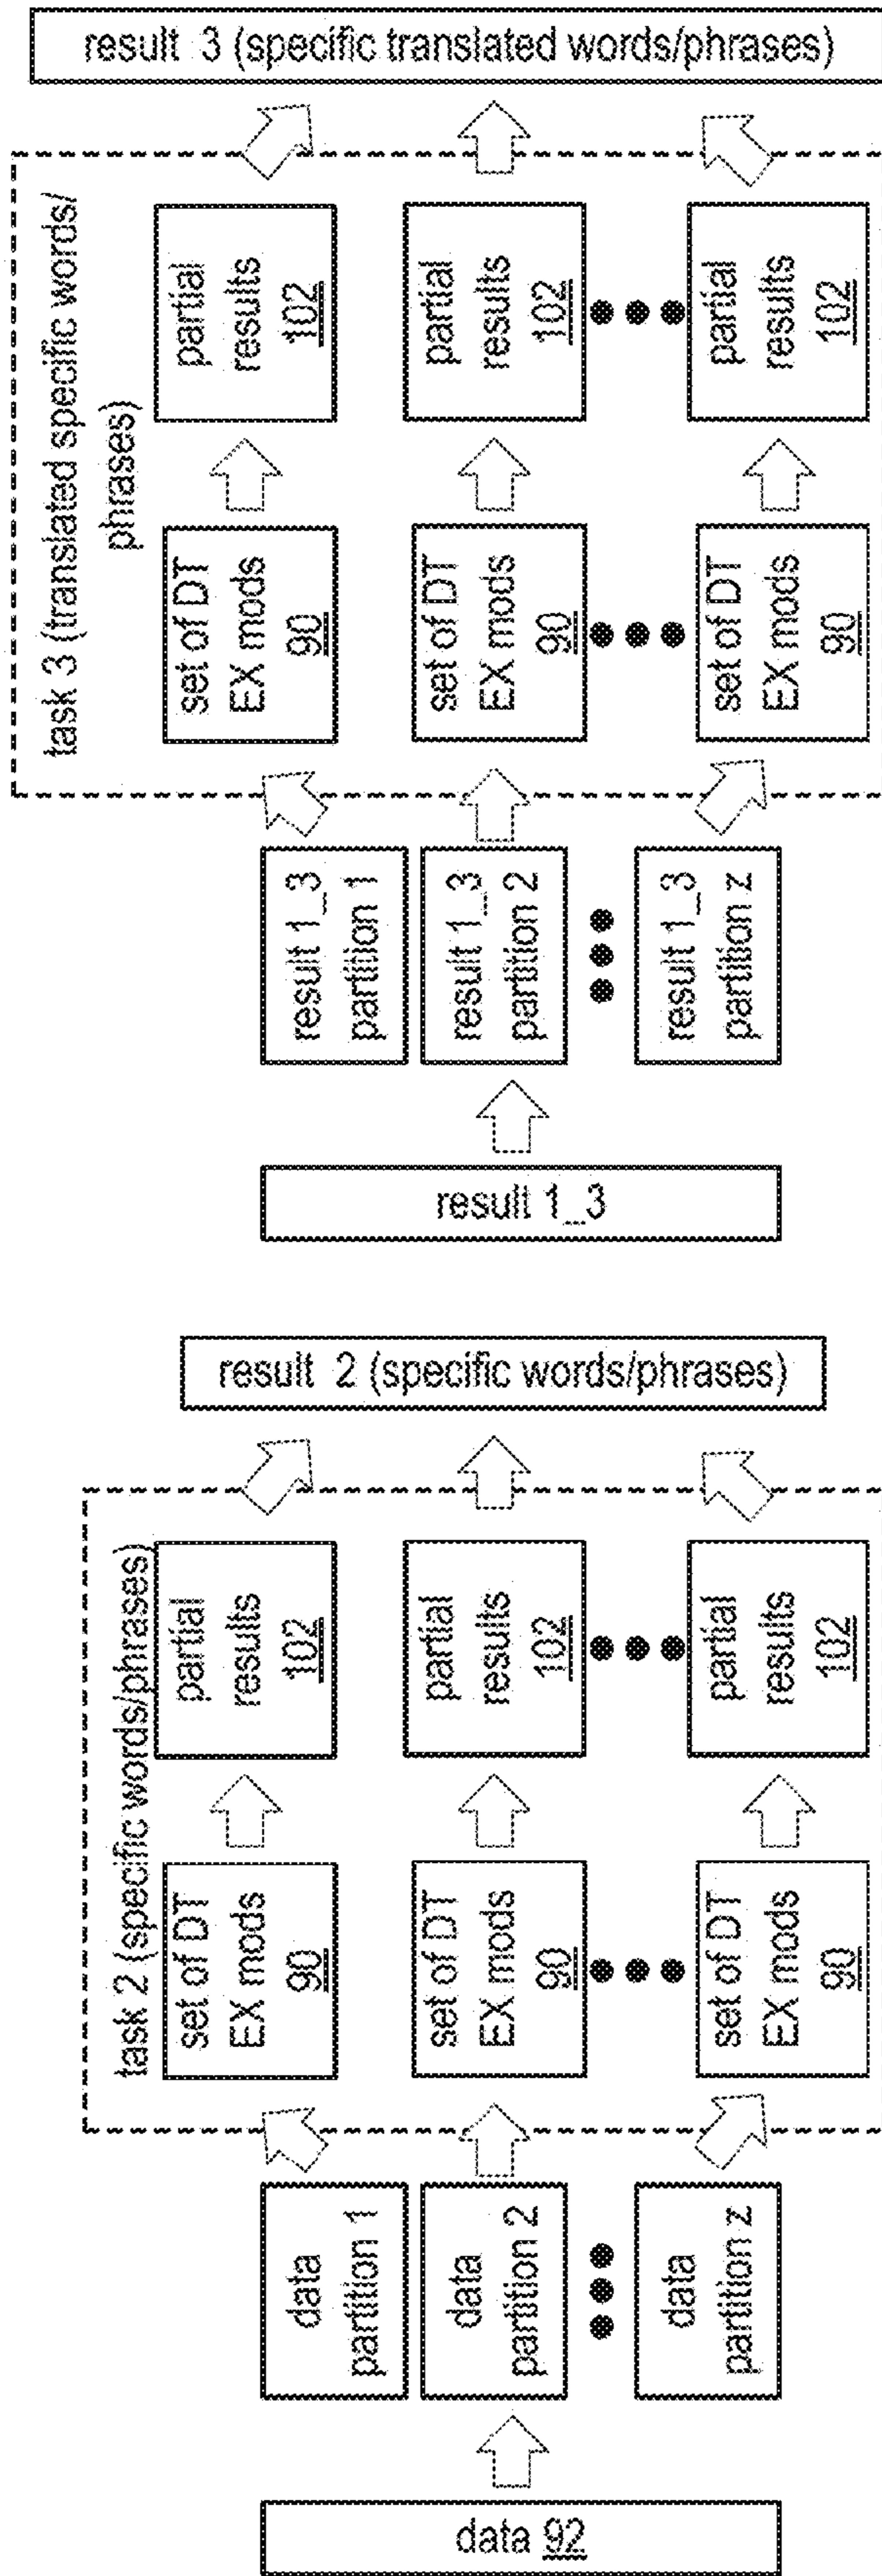 data 92
data
partition 1
data
partition 2
data
partition z
task 2 (specific words/phrases)
set of DT
EX mods
90
partial
results
102
set of DT
EX mods
90
partial
results
102
set of DT
EX mods
90
partial
results
102
result 2 (specific words/phrases)
result 1_3
result 1_3
partition 1
result 1_3
partition 2
result 1_3
partition z
task 3 (translated specific words/
phrases)
set of DT
EX mods
90
partial
results
102
set of DT
EX mods
90
partial
results
102
set of DT
EX mods
90
partial
results
102
result 3 (specific translated words/phrases)